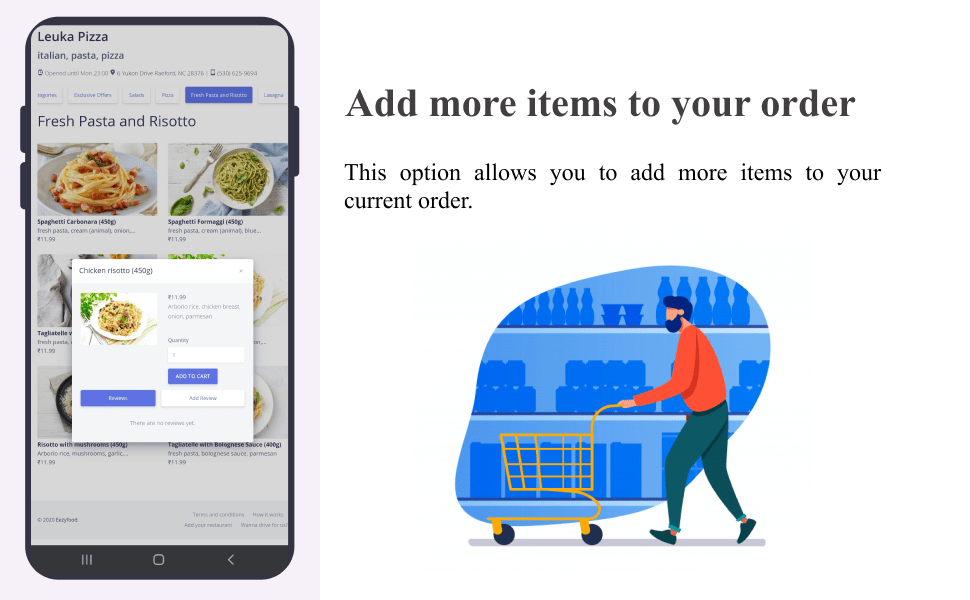 Leuka Pizza
italian, pasta, pizza
Opened until Mon 23:00 6 Yukon Drive Raeford, NC 28376 | (530) 625-9694
tegories Exclusive Offers Salads Pizza Fresh Pasta and Risotto Lasagna
Fresh Pasta and Risotto
Spaghetti Carbonara (450g) Spaghetti Formaggi (450g)
fresh pasta, cream (animal), onion,... fresh pasta, cream (animal), blue...
₹11.99 ₹11.99
Chicken risotto (450g) ×
₹11.99
Arborio rice, chicken breast,
onion, parmesan
Tagliatelle
fresh pasta,
Quantity
₹11.99
1
ADD TO CART
Reviews Add Review
There are no reviews yet.
Risotto with mushrooms (450g) Tagliatelle with Bolognese Sauce (400g)
Arborio rice, mushrooms, garlic,... fresh pasta, bolognese sauce, parmesan
₹11.99 ₹11.99
© 2020 Eazyfood. Terms and conditions How it works
Add your restaurant Wanna drive for us?
Add more items to your order
This option allows you to add more items to your
current order.